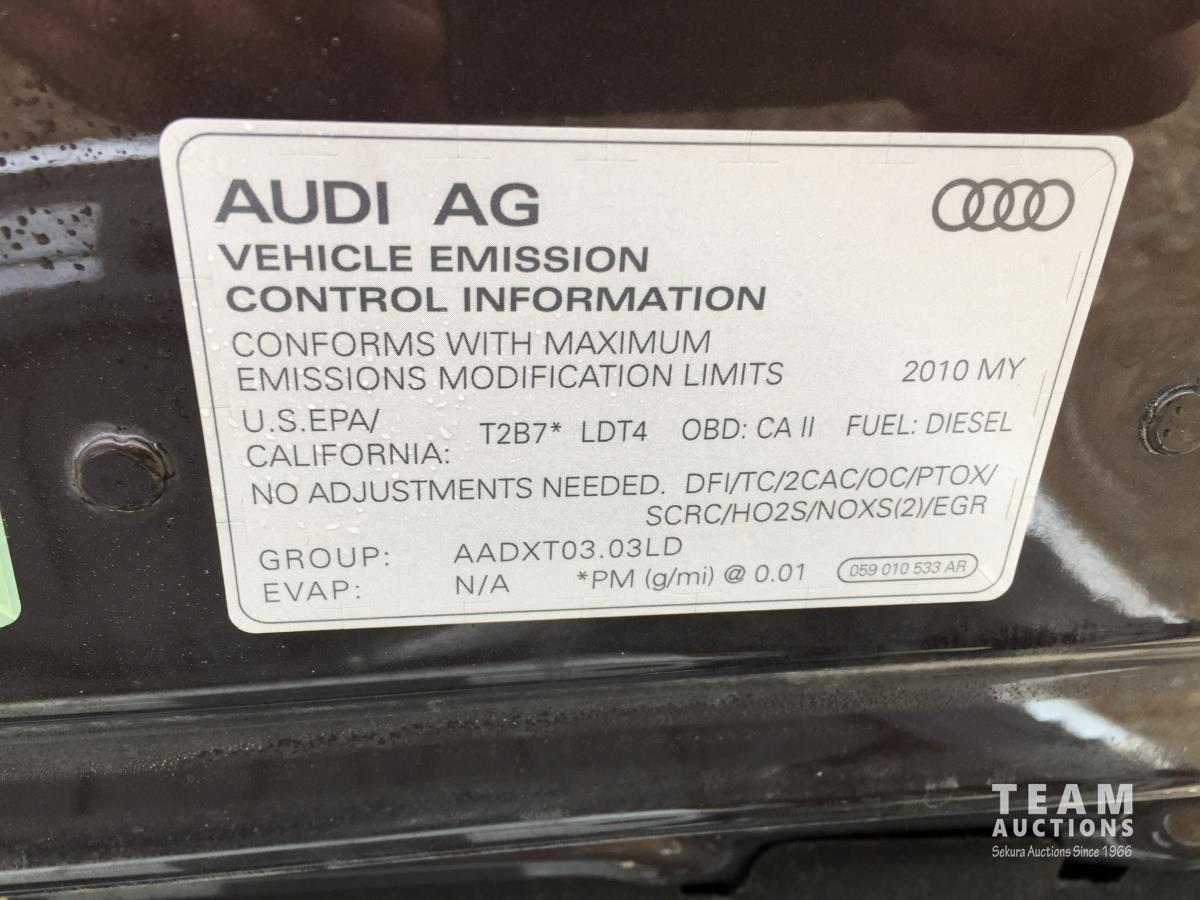 AUDI AG
VEHICLE EMISSION
CONTROL INFORMATION
CONFORMS WITH MAXIMUM
EMISSIONS MODIFICATION LIMITS 2010 MY
U.S.EPA/
CALIFORNIA: T2B7* LDT4 OBD: CA II FUEL: DIESEL
NO ADJUSTMENTS NEEDED. DFI/TC/2CAC/OC/PTOX/
SCRC/HO2S/NOXS(2)/EGR
GROUP: AADXT03.03LD
EVAP: N/A *PM (g/mi) @ 0.01 059 010 533 AR
TEAM
AUCTIONS
Sekura Auctions Since 1966